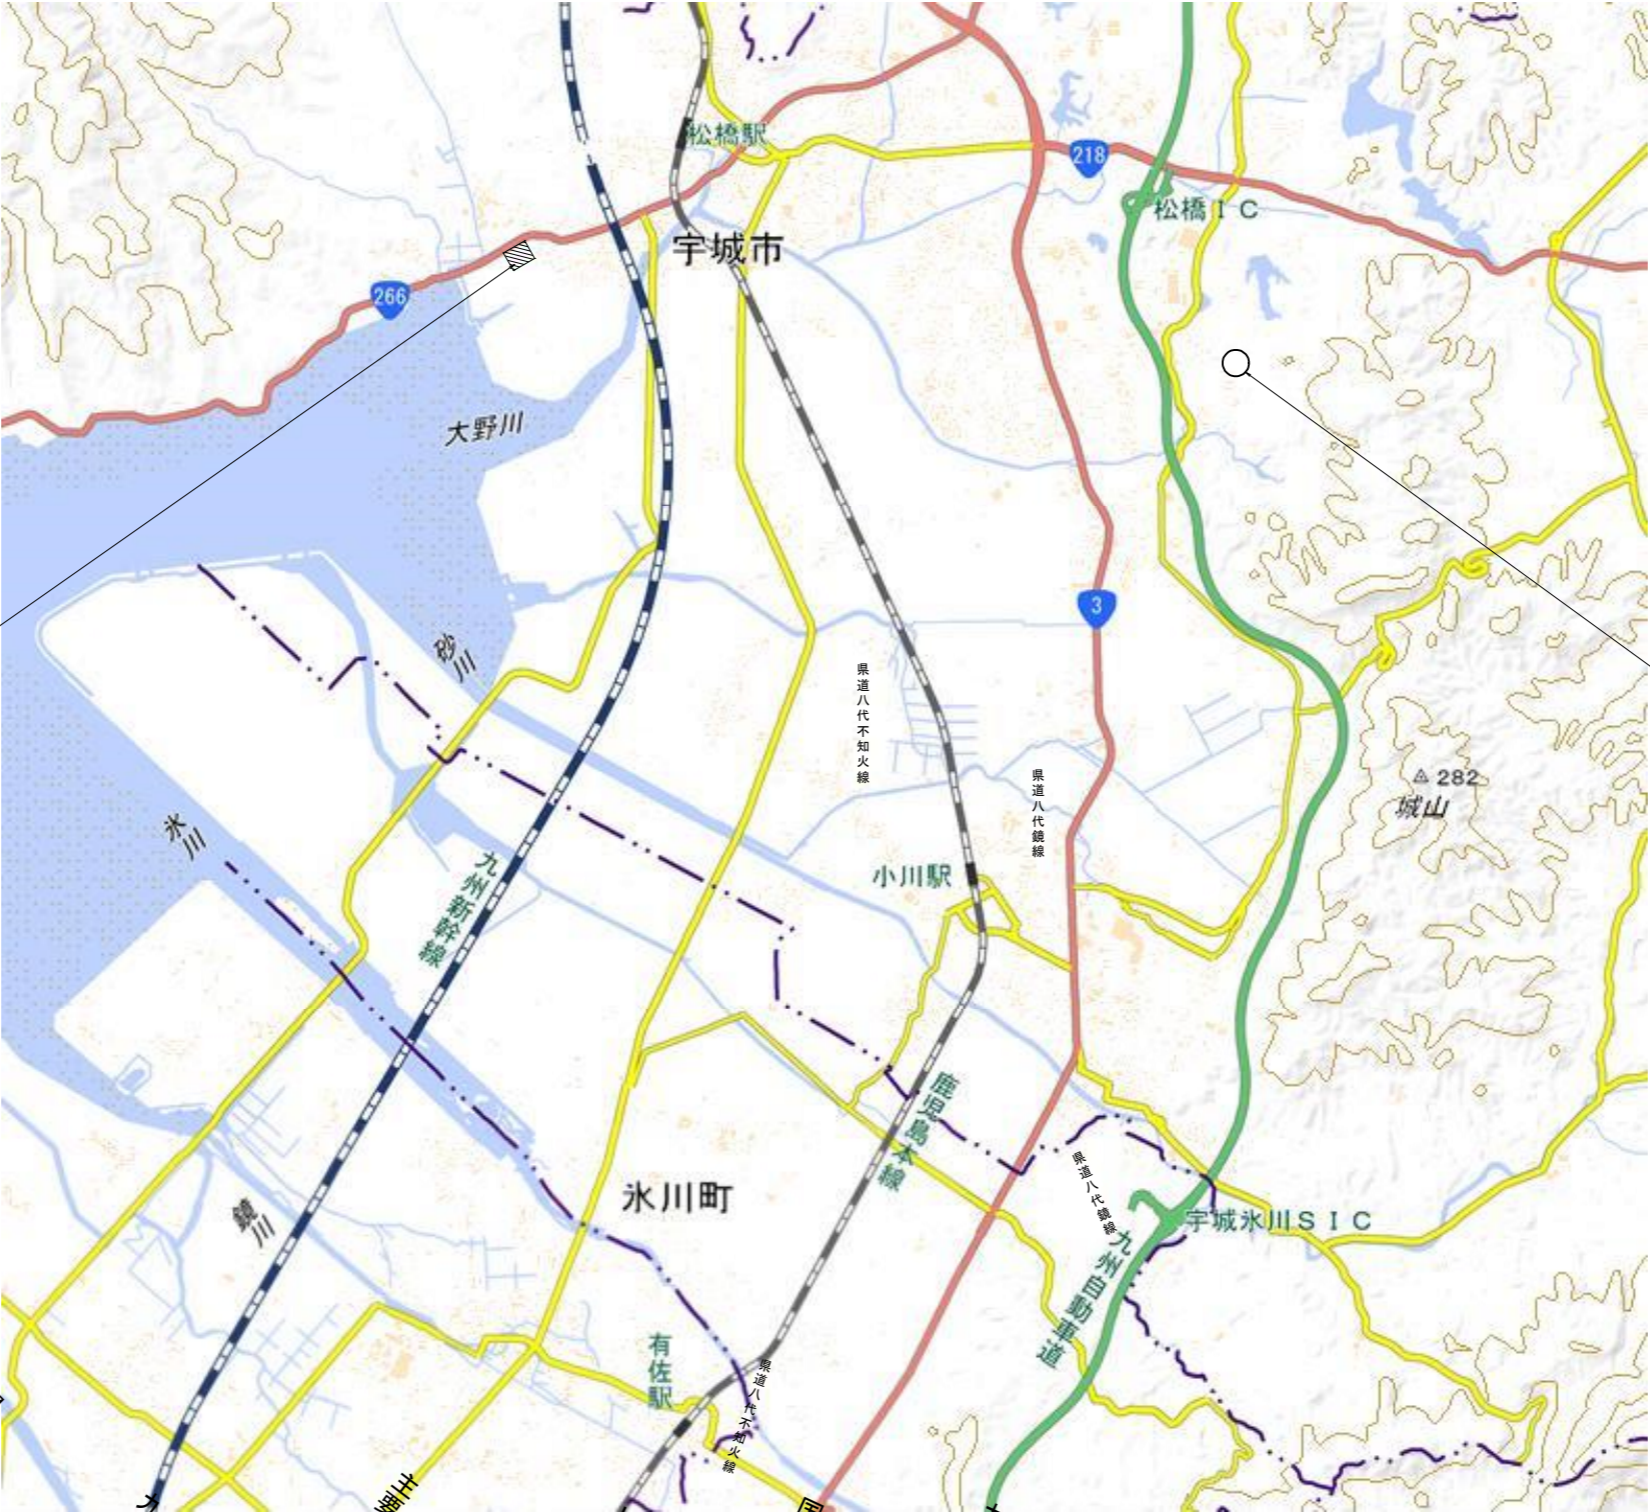 松橋駅
218
松橋ＩＣ
宇城市
266
大野川
3
砂川
県道八代不知火線
県道八代鏡線
282
城山
氷川
小川駅
九州新幹線
鹿児島本線
県道八代鏡線
氷川町
鏡川
宇城氷川ＳＩＣ
九州自動車道
有佐駅
県道八代不知火線
主要
国